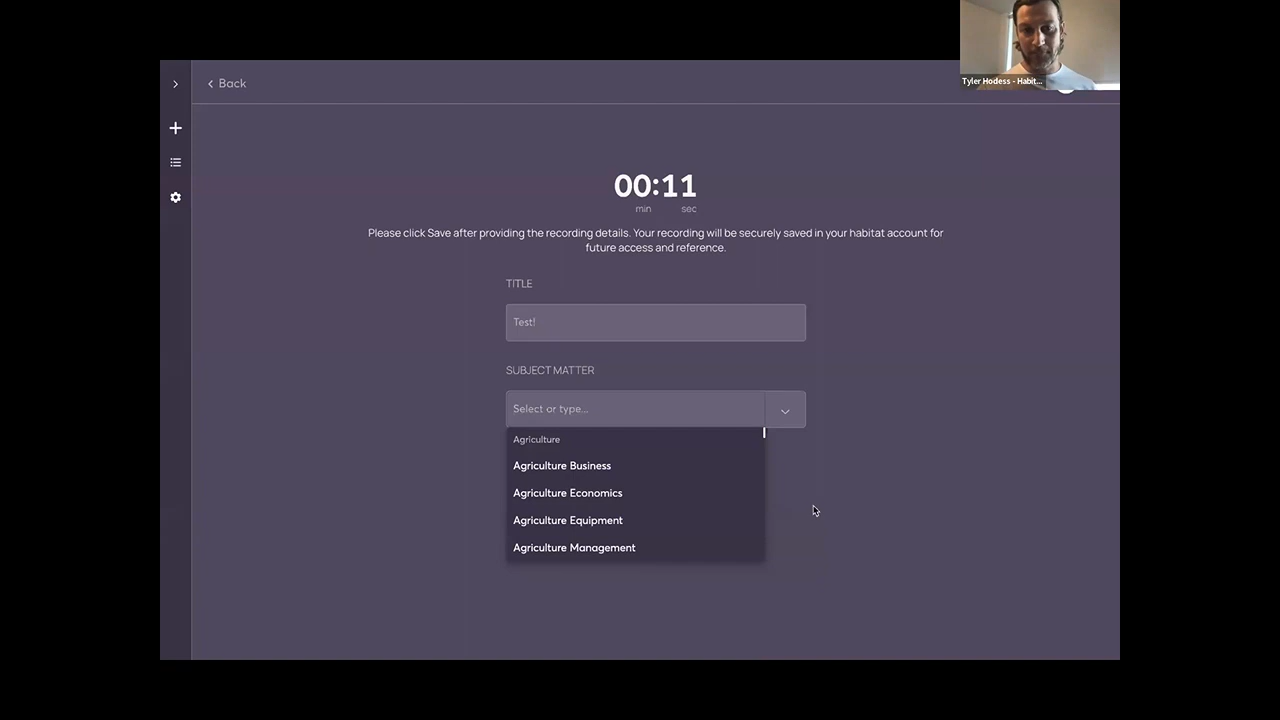 Tyler Hodess - Habit...
Back
00:11
min sec
Please click Save after providing the recording details. Your recording will be securely saved in your habitat account for
future access and reference.
TITLE
Test!
SUBJECT MATTER
Select or type...
Agriculture
Agriculture Business
Agriculture Economics
Agriculture Equipment
Agriculture Management